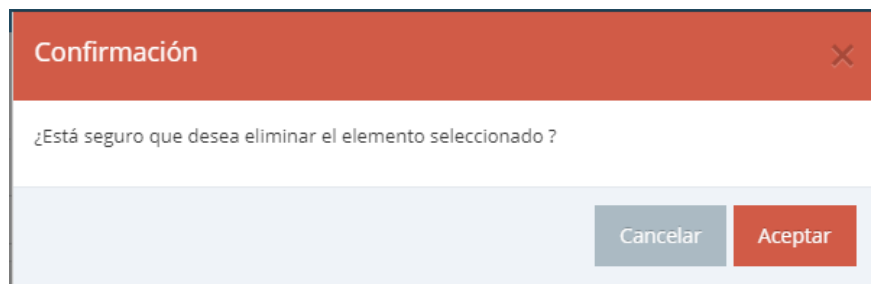 Confirmación
¿Está seguro que desea eliminar el elemento seleccionado ?
Cancelar
Aceptar